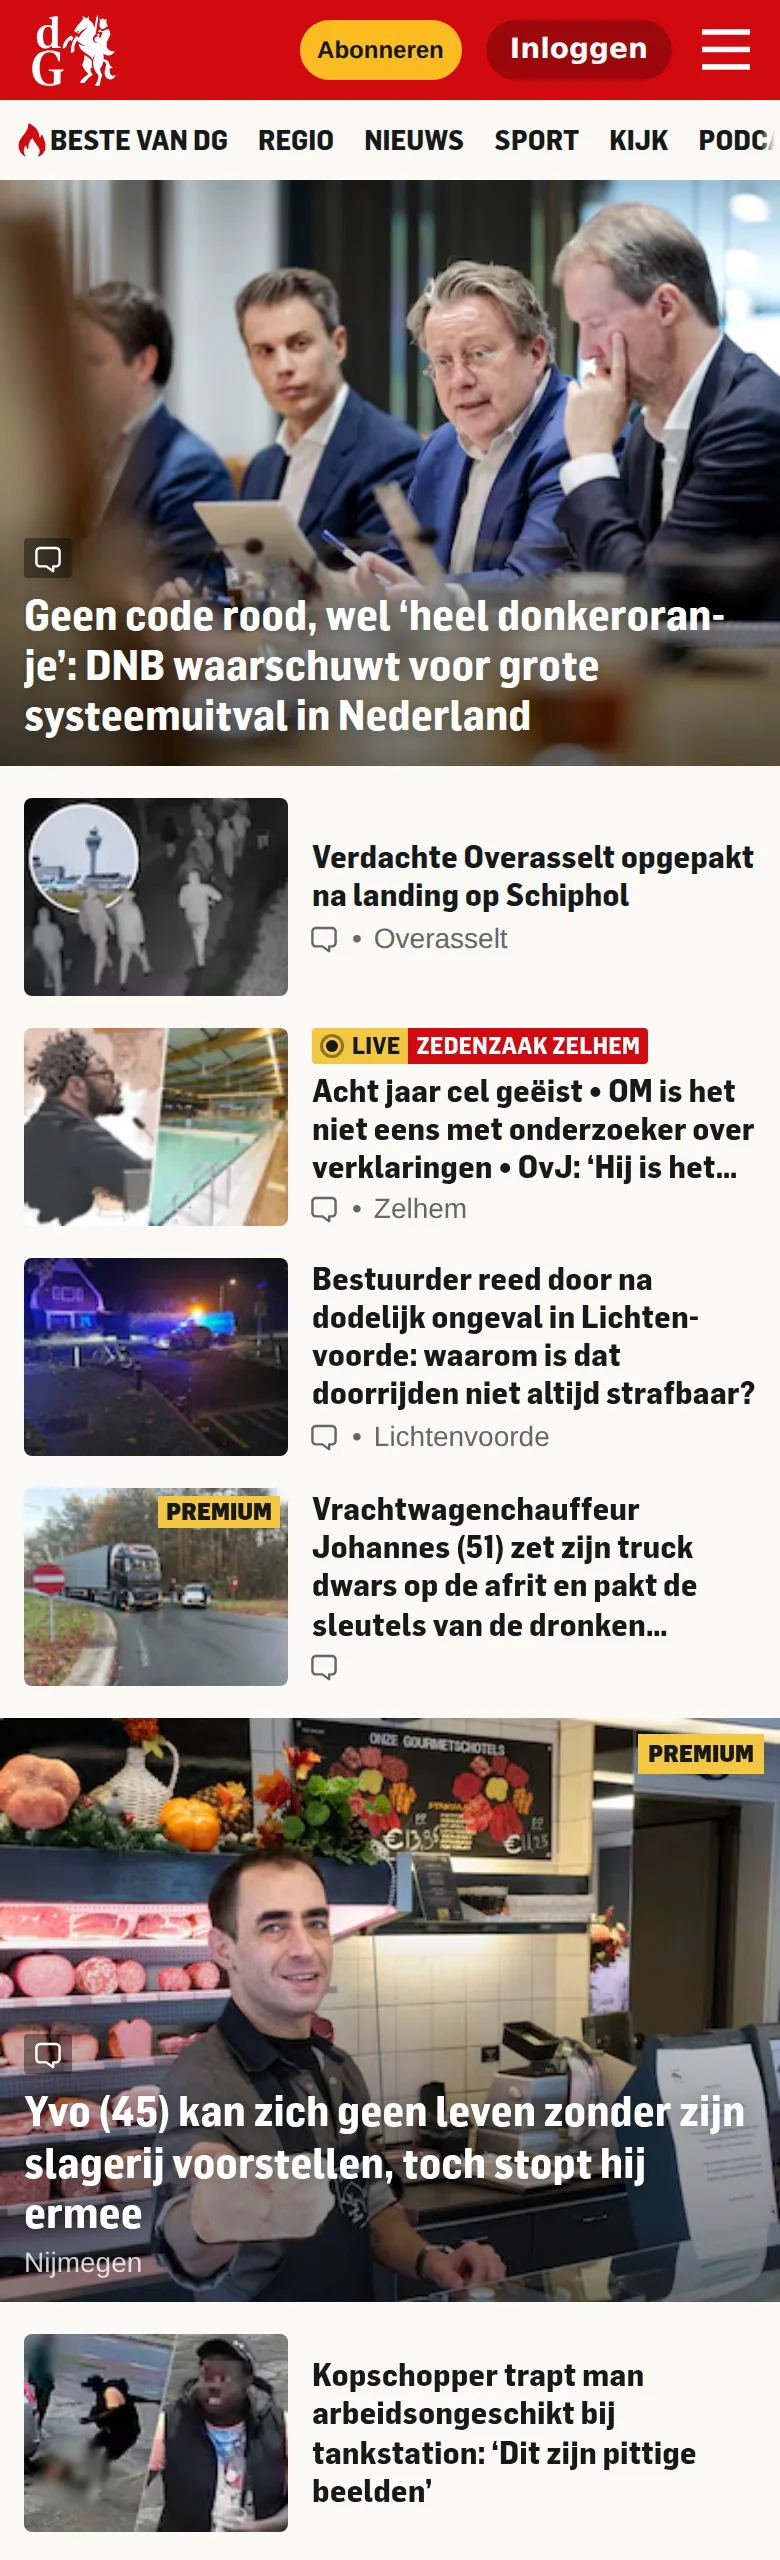 dG
Abonneren
Inloggen
BESTE VAN DG REGIO NIEUWS SPORT KIJK PODCA
Geen code rood, wel ‘heel donkeroran-
je’: DNB waarschuwt voor grote
systeemuitval in Nederland
Verdachte Overasselt opgepakt
na landing op Schiphol
• Overasselt
LIVE ZEDENZAAK ZELHEM
Acht jaar cel geëist • OM is het
niet eens met onderzoeker over
verklaringen • OvJ: ‘Hij is het...
• Zelhem
Bestuurder reed door na
dodelijk ongeval in Lichten-
voorde: waarom is dat
doorrijden niet altijd strafbaar?
• Lichtenvoorde
PREMIUM
Vrachtwagenchauffeur
Johannes (51) zet zijn truck
dwars op de afrit en pakt de
sleutels van de dronken...
ONZE GOURMETSCHOTELS
PREMIUM
€13,95
€11,25
Yvo (45) kan zich geen leven zonder zijn
slagerij voorstellen, toch stopt hij
ermee
Nijmegen
Kopschopper trapt man
arbeidsongeschikt bij
tankstation: ‘Dit zijn pittige
beelden’